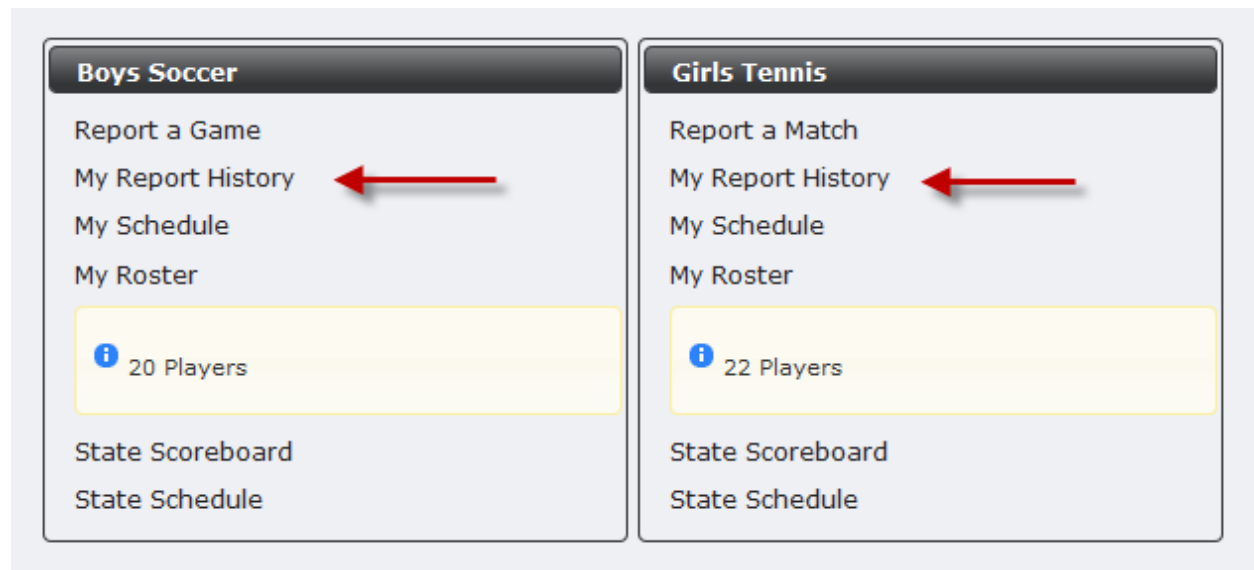 Boys Soccer
Report a Game
My Report History
My Schedule
My Roster
20 Players
State Scoreboard
State Schedule
Girls Tennis
Report a Match
My Report History
My Schedule
My Roster
22 Players
State Scoreboard
State Schedule